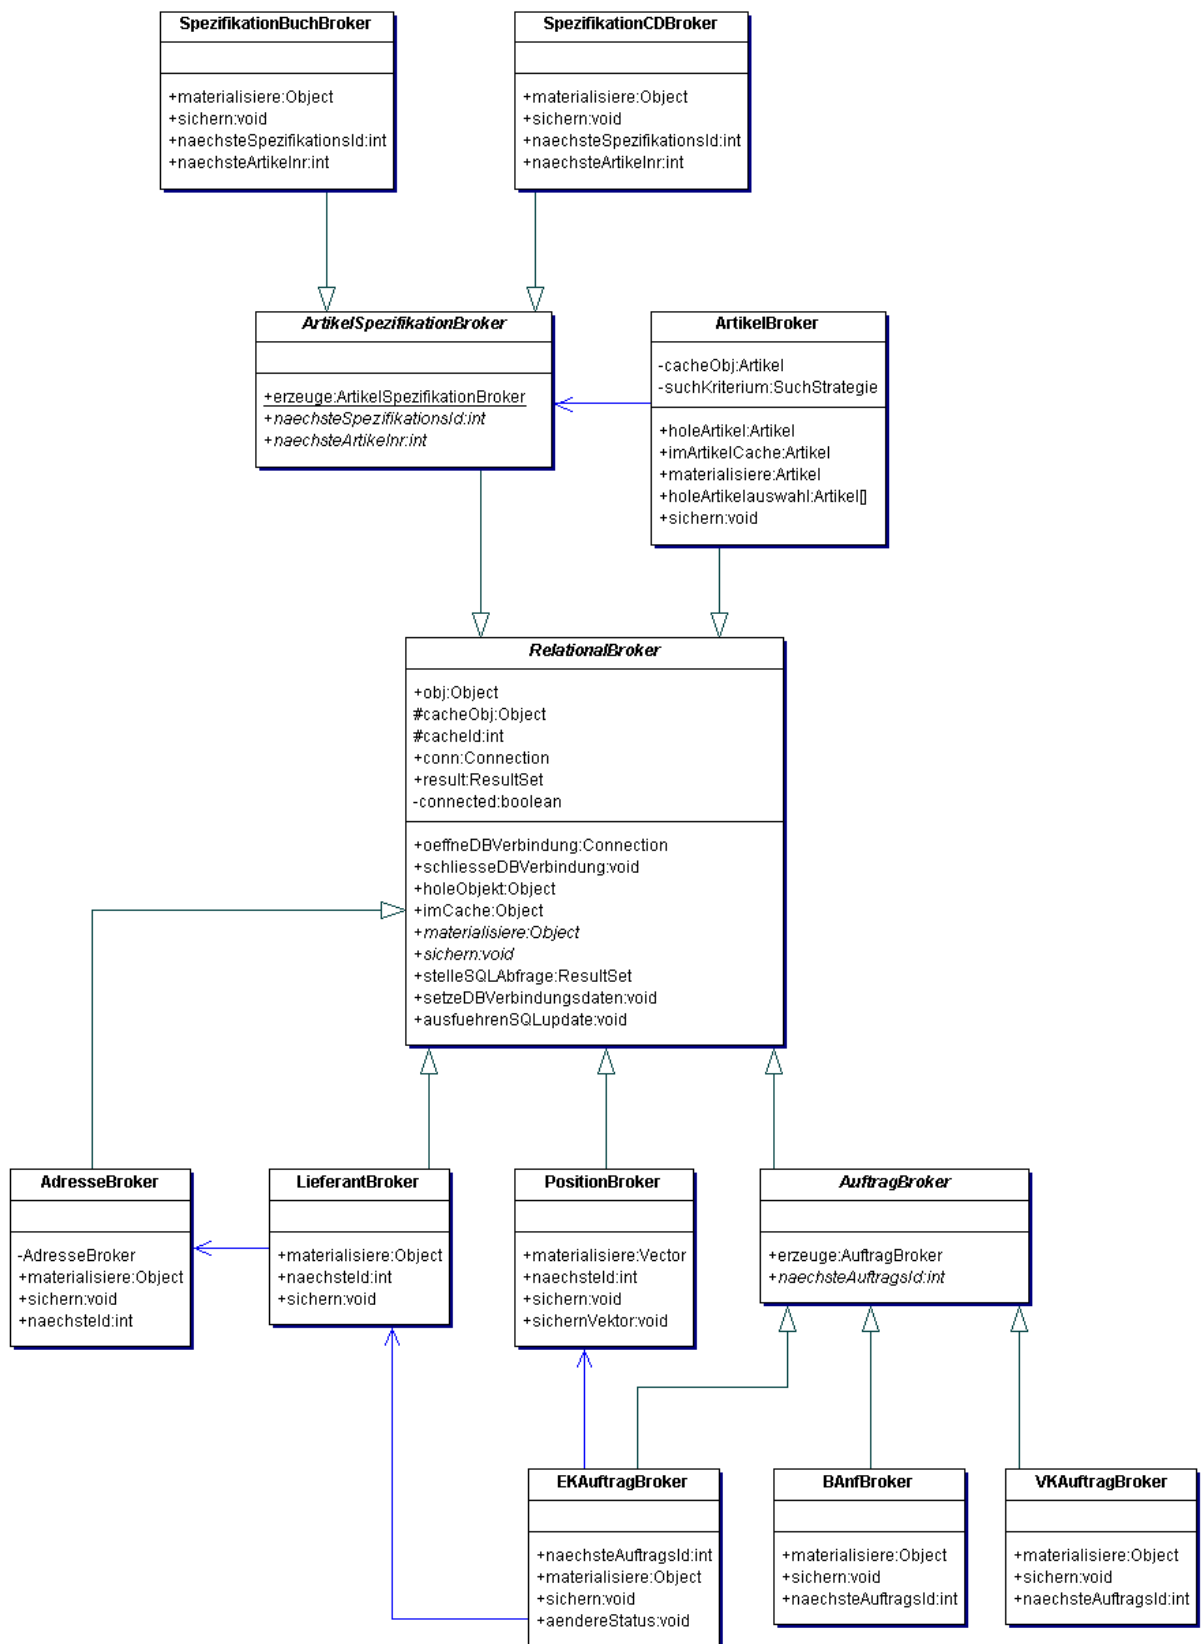 SpezifikationBuchBroker
+materialisiere:Object
+sichern:void
+naechsteSpezifikationsId:int
+naechsteArtikelnr:int
SpezifikationCDBroker
+materialisiere:Object
+sichern:void
+naechsteSpezifikationsId:int
+naechsteArtikelnr:int
ArtikelSpezifikationBroker
+erzeuge:ArtikelSpezifikationBroker
+naechsteSpezifikationsId:int
+naechsteArtikelnr:int
ArtikelBroker
-cacheObj:Artikel
-suchKriterium:SuchStrategie
+holeArtikel:Artikel
+imArtikelCache:Artikel
+materialisiere:Artikel
+holeArtikelauswahl:Artikel[]
+sichern:void
RelationalBroker
+obj:Object
#cacheObj:Object
#cacheId:int
+conn:Connection
+result:ResultSet
-connected:boolean
+oeffneDBVerbindung:Connection
+schliesseDBVerbindung:void
+holeObjekt:Object
+imCache:Object
+materialisiere:Object
+sichern:void
+stelleSQLAbfrage:ResultSet
+setzeDBVerbindungsdaten:void
+ausfuehrenSQLupdate:void
AdresseBroker
-AdresseBroker
+materialisiere:Object
+sichern:void
+naechsteId:int
LieferantBroker
+materialisiere:Object
+naechsteId:int
+sichern:void
PositionBroker
+materialisiere:Vector
+naechsteId:int
+sichern:void
+sichernVektor:void
AuftragBroker
+erzeuge:AuftragBroker
+naechsteAuftragsId:int
EKAuftragBroker
+naechsteAuftragsId:int
+materialisiere:Object
+sichern:void
+aendereStatus:void
BAnfBroker
+materialisiere:Object
+sichern:void
+naechsteAuftragsId:int
VKAuftragBroker
+materialisiere:Object
+sichern:void
+naechsteAuftragsId:int